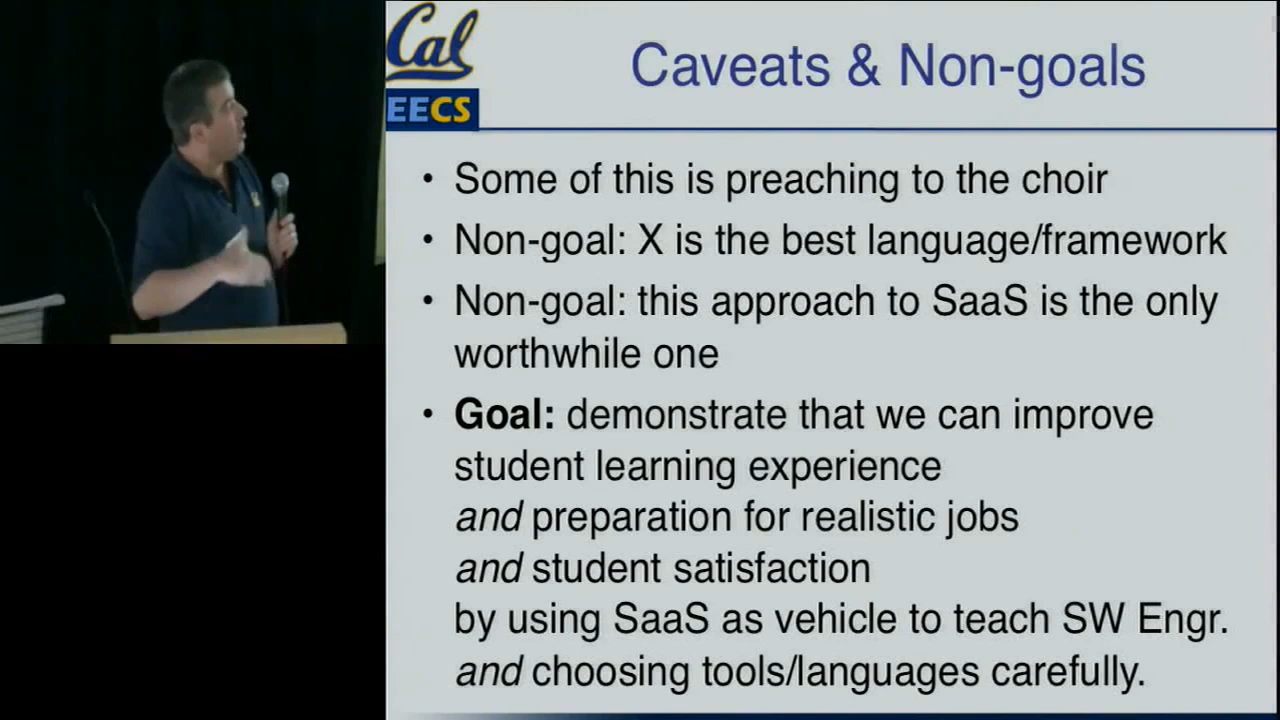 Cal
EECS
Caveats & Non-goals
• Some of this is preaching to the choir
• Non-goal: X is the best language/framework
• Non-goal: this approach to SaaS is the only
worthwhile one
• Goal: demonstrate that we can improve
student learning experience
and preparation for realistic jobs
and student satisfaction
by using SaaS as vehicle to teach SW Engr.
and choosing tools/languages carefully.